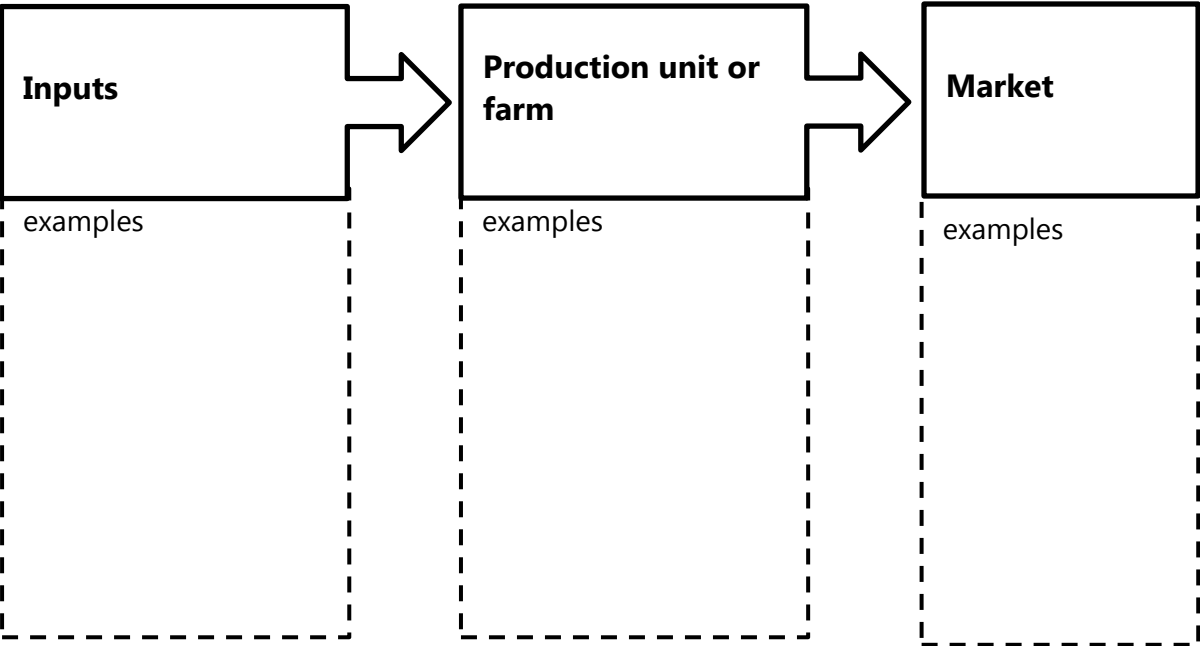 Inputs
Production unit or
farm
Market
examples
examples
examples